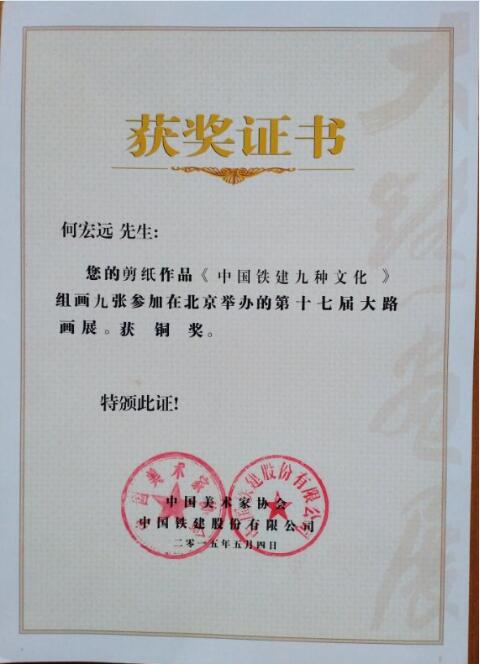 获奖证书
何宏远 先生:
您的剪纸作品《中国铁建九种文化 》
组画九张参加在北京举办的第十七届大路
画展。获 铜 奖。
特颁此证!
中国美术家协会
中国铁建股份有限公司
二零一五年五月四日
大路画展